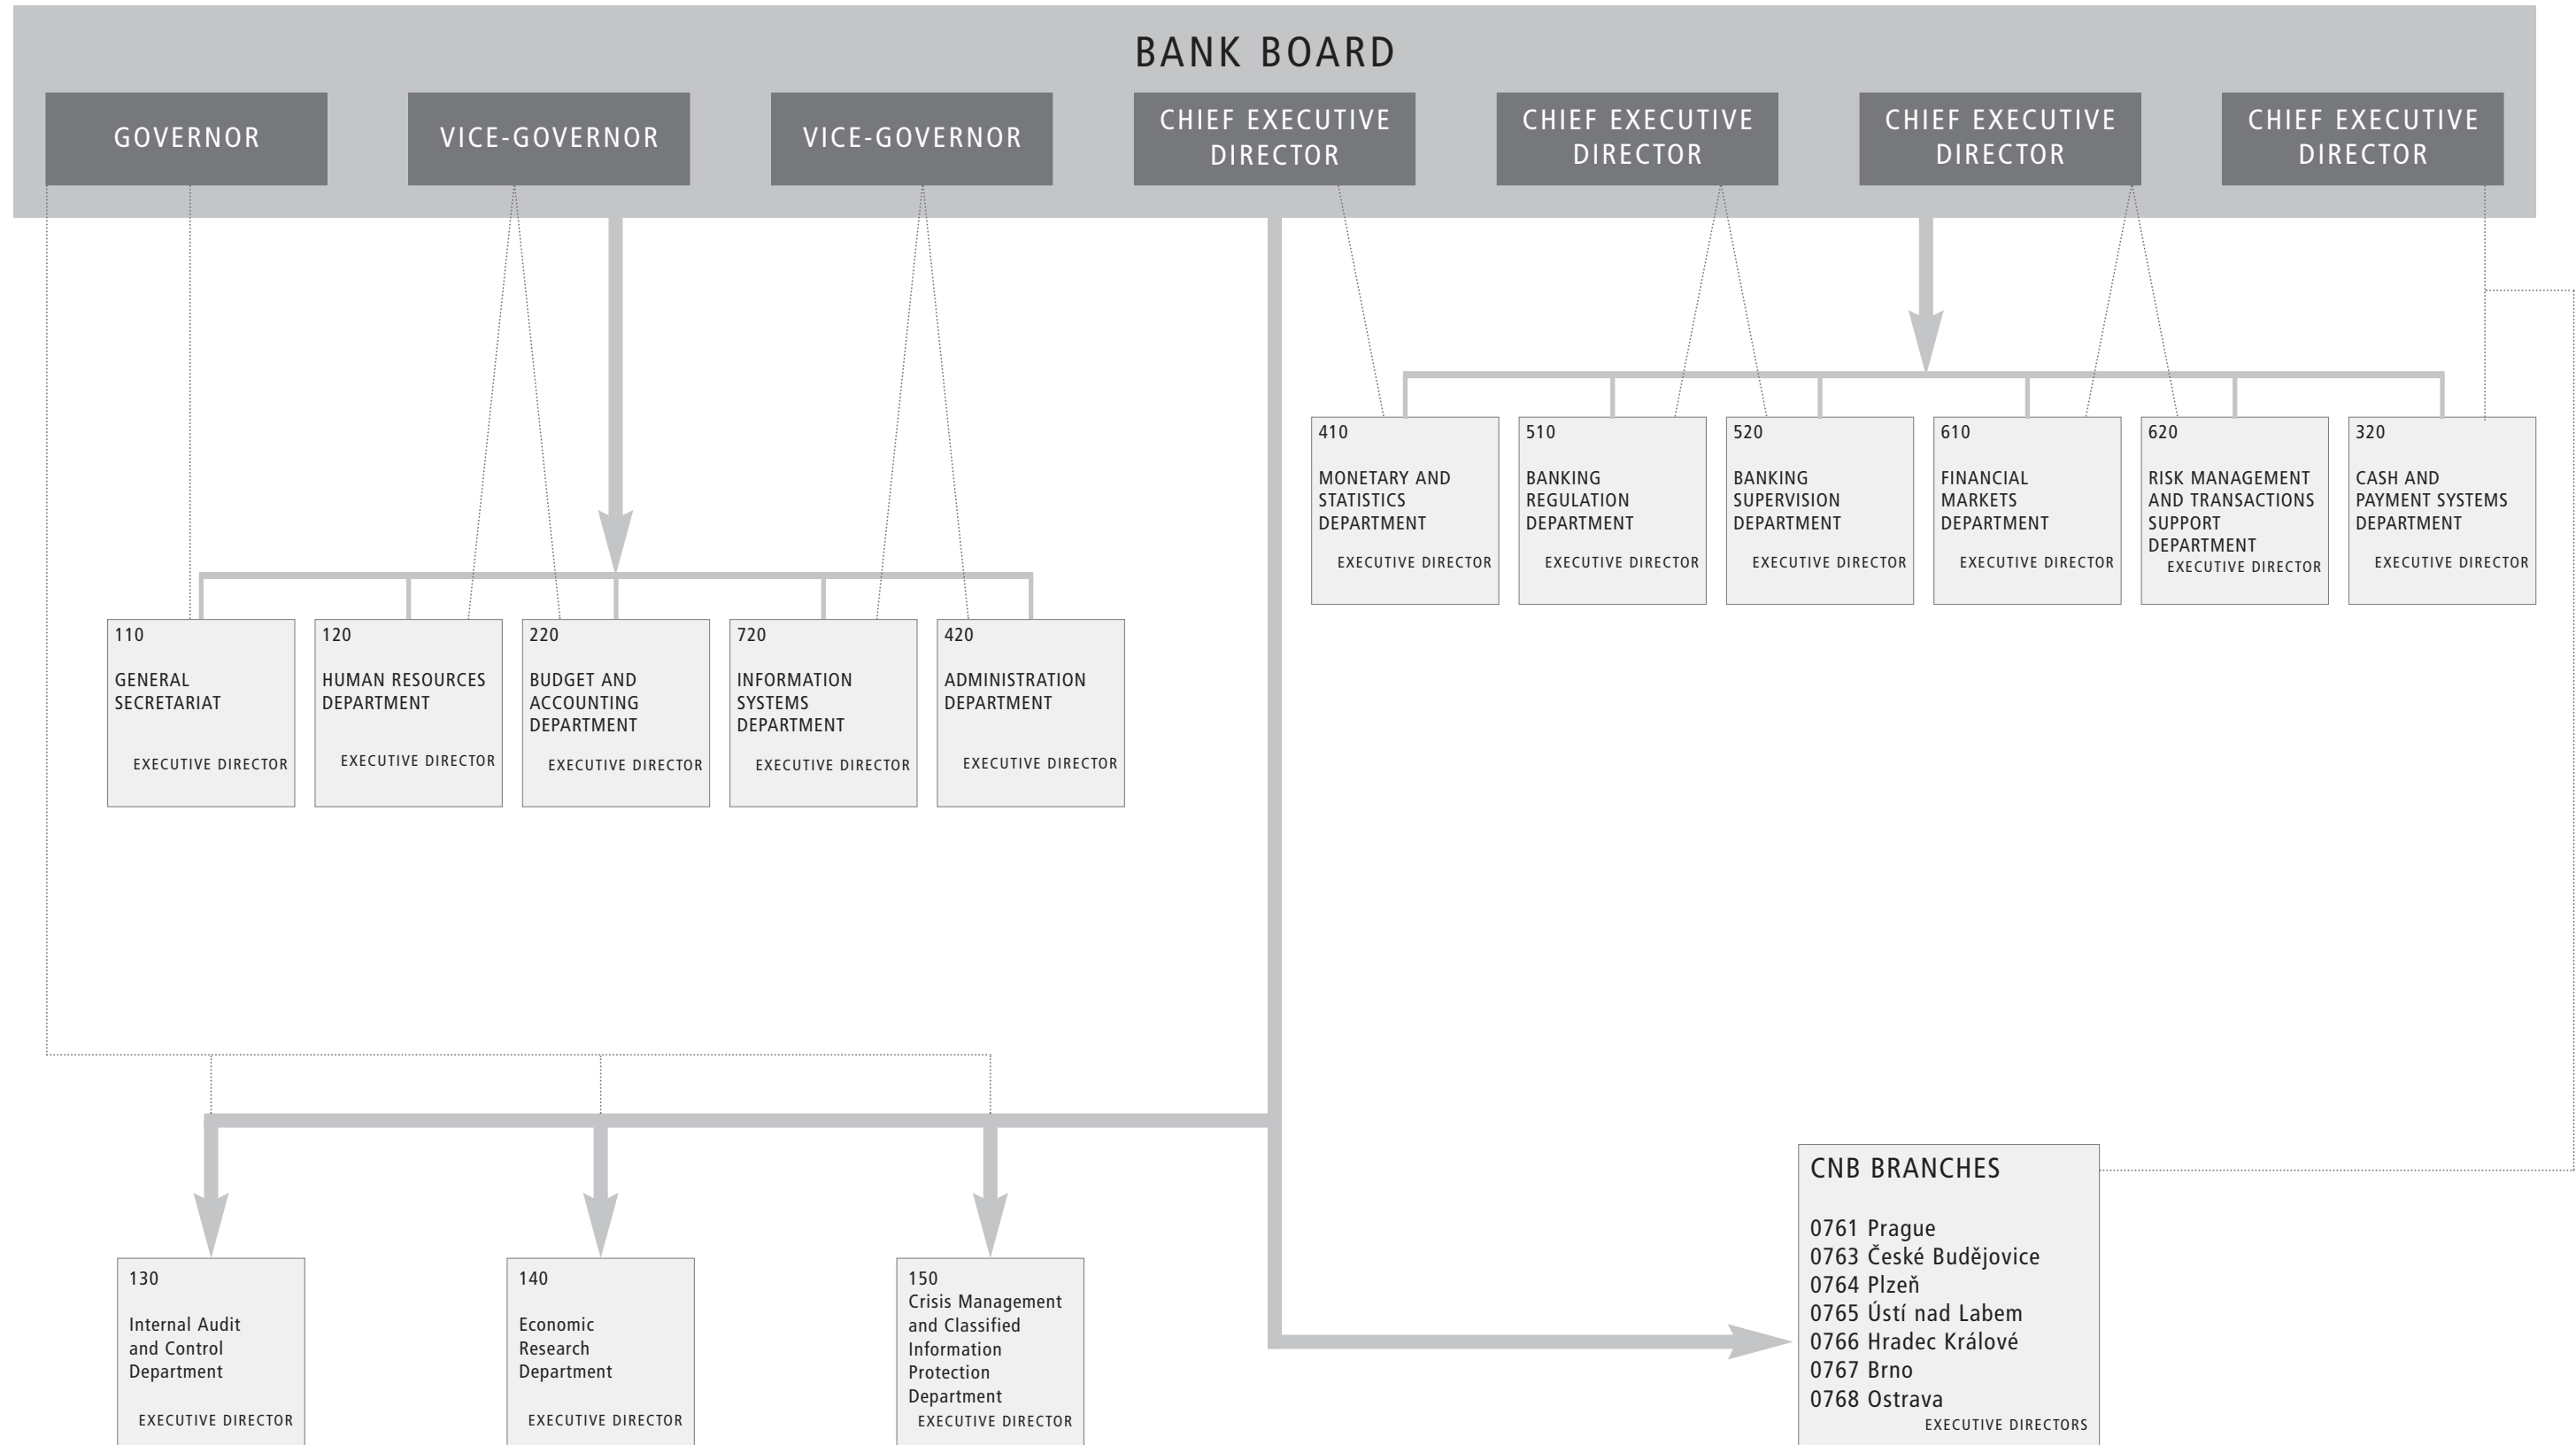 BANK BOARD
GOVERNOR
VICE-GOVERNOR
VICE-GOVERNOR
CHIEF EXECUTIVE
DIRECTOR
CHIEF EXECUTIVE
DIRECTOR
CHIEF EXECUTIVE
DIRECTOR
CHIEF EXECUTIVE
DIRECTOR
410
MONETARY AND
STATISTICS
DEPARTMENT
EXECUTIVE DIRECTOR
510
BANKING
REGULATION
DEPARTMENT
EXECUTIVE DIRECTOR
520
BANKING
SUPERVISION
DEPARTMENT
EXECUTIVE DIRECTOR
610
FINANCIAL
MARKETS
DEPARTMENT
EXECUTIVE DIRECTOR
620
RISK MANAGEMENT
AND TRANSACTIONS
SUPPORT
DEPARTMENT
EXECUTIVE DIRECTOR
320
CASH AND
PAYMENT SYSTEMS
DEPARTMENT
EXECUTIVE DIRECTOR
110
GENERAL
SECRETARIAT
EXECUTIVE DIRECTOR
120
HUMAN RESOURCES
DEPARTMENT
EXECUTIVE DIRECTOR
220
BUDGET AND
ACCOUNTING
DEPARTMENT
EXECUTIVE DIRECTOR
720
INFORMATION
SYSTEMS
DEPARTMENT
EXECUTIVE DIRECTOR
420
ADMINISTRATION
DEPARTMENT
EXECUTIVE DIRECTOR
130
Internal Audit
and Control
Department
EXECUTIVE DIRECTOR
140
Economic
Research
Department
EXECUTIVE DIRECTOR
150
Crisis Management
and Classified
Information
Protection
Department
EXECUTIVE DIRECTOR
CNB BRANCHES
0761 Prague
0763 České Budějovice
0764 Plzeň
0765 Ústí nad Labem
0766 Hradec Králové
0767 Brno
0768 Ostrava
EXECUTIVE DIRECTORS